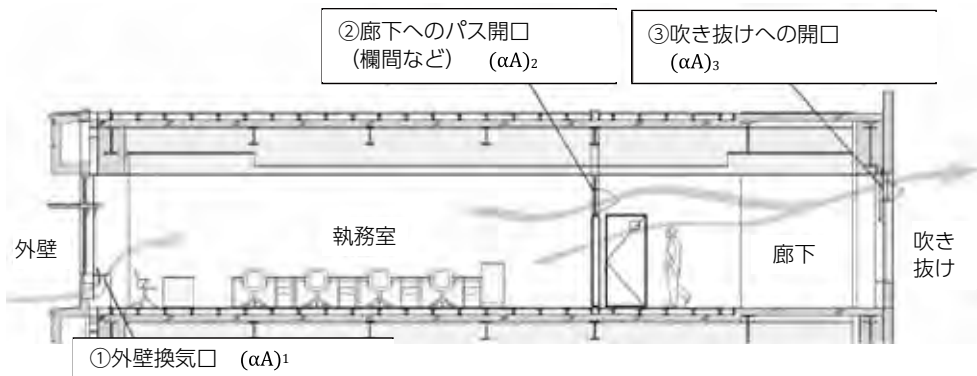 ②廊下へのパス開口
（欄間など） (αA)₂
③吹き抜けへの開口
(αA)₃
外壁
執務室
廊下
吹き
抜け
①外壁換気口 (αA)¹